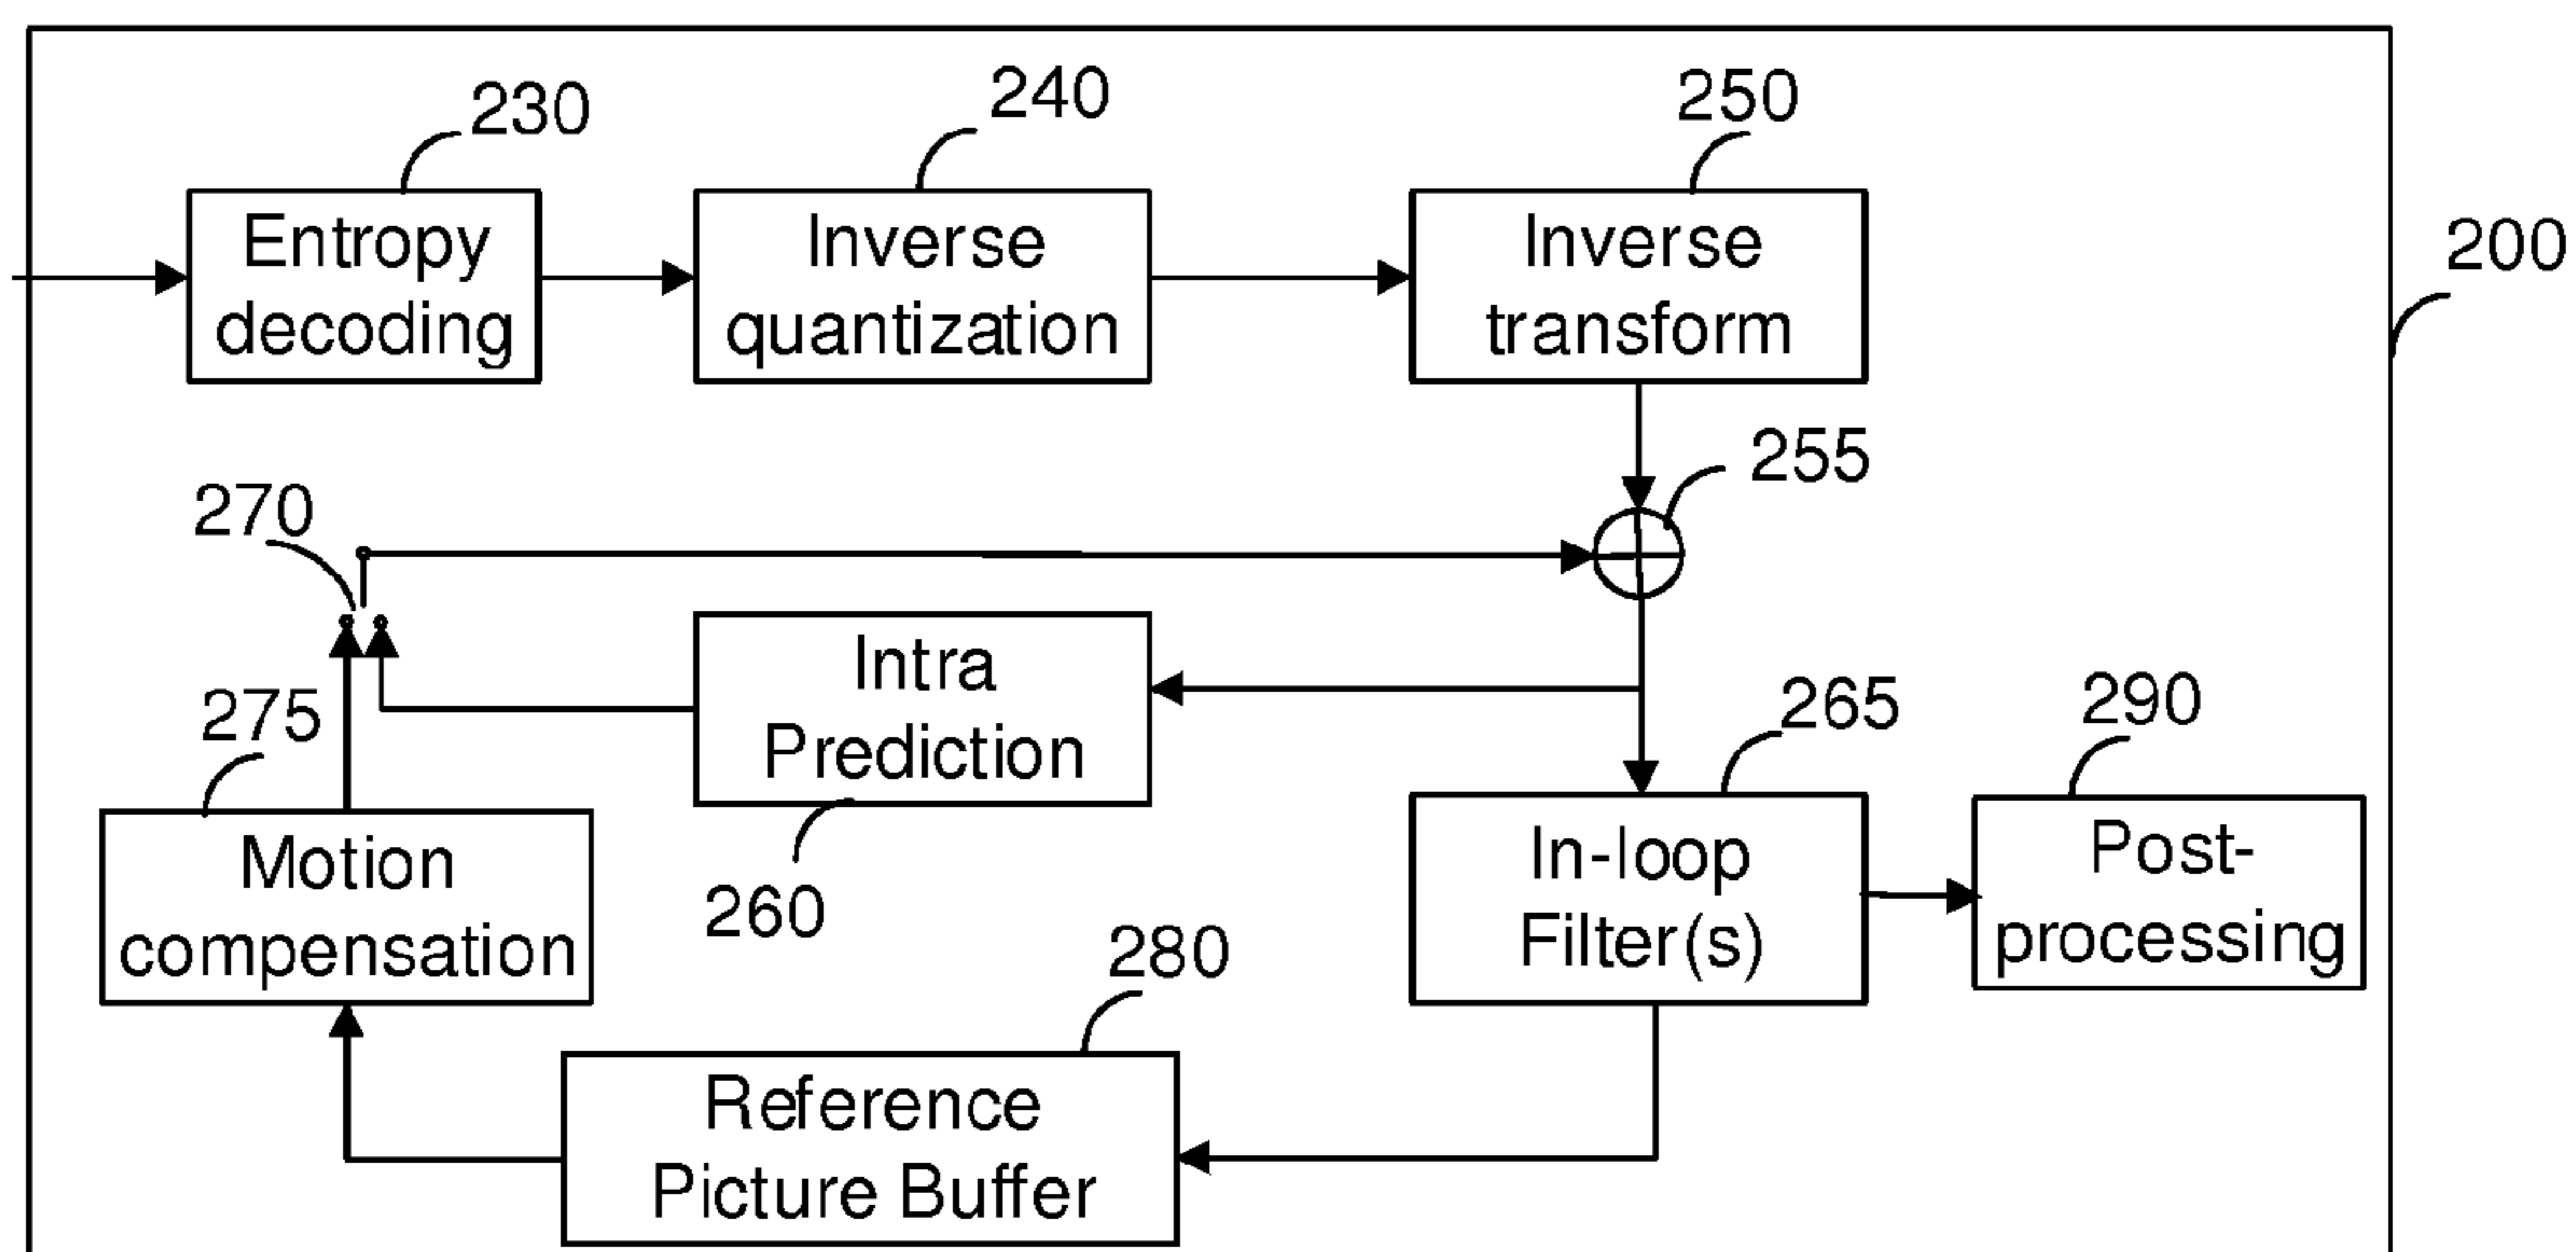 230
240
250
Entropy
decoding
Inverse
quantization
Inverse
transform
200
255
270
Intra
Prediction
275
265
290
Motion
compensation
260
In-loop
Filter(s)
Post-
processing
280
Reference
Picture Buffer